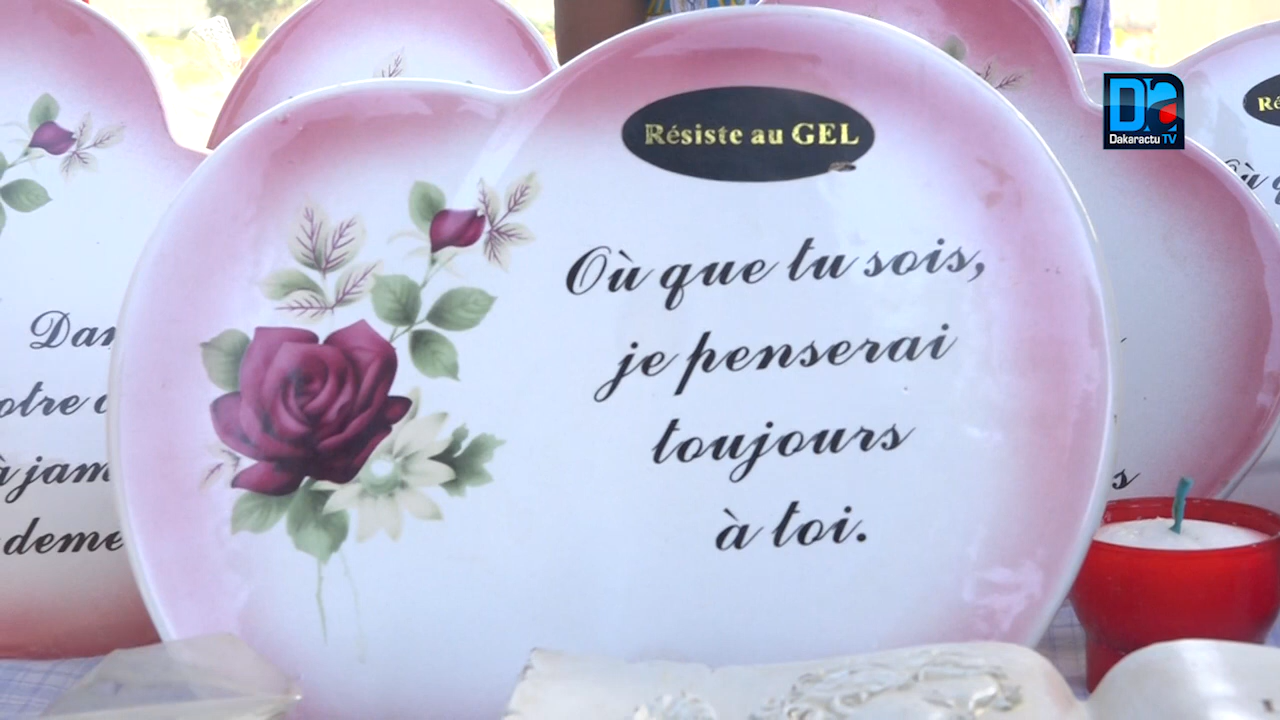 Résiste au GEL
Où que tu sois,
je penserai
toujours
à toi.
Dakaractu TV